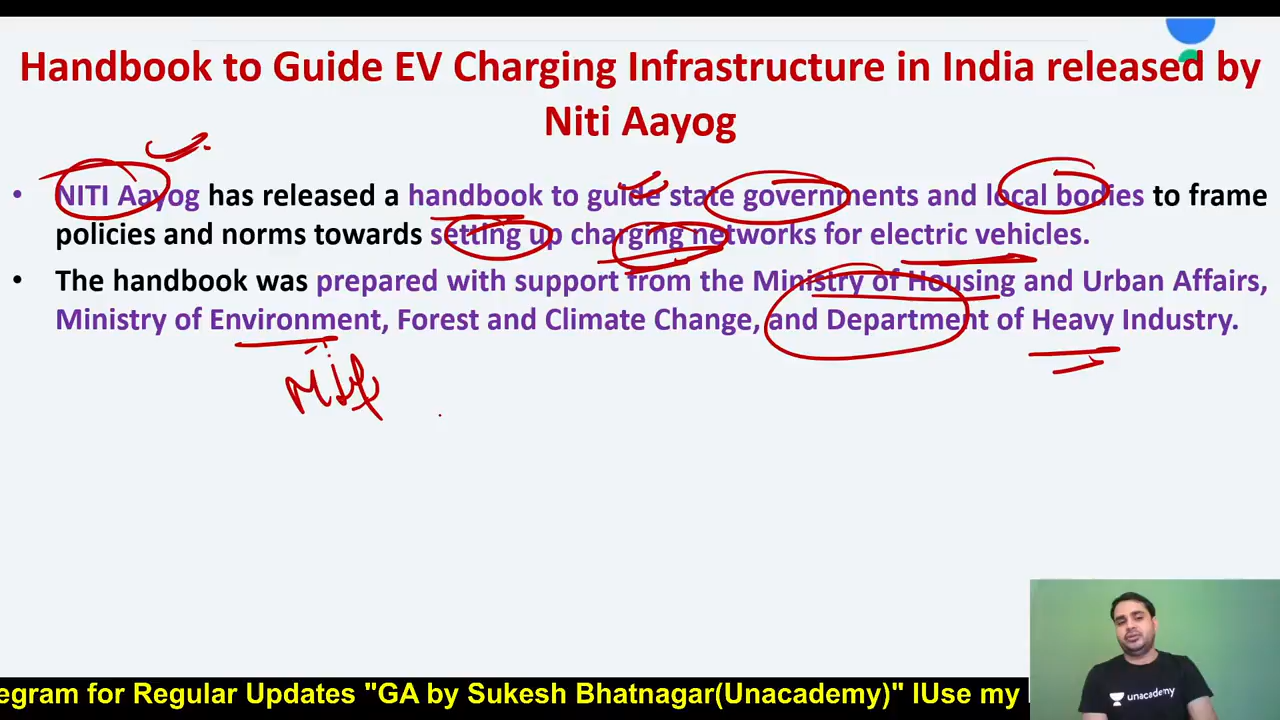 Handbook to Guide EV Charging Infrastructure in India released by
Niti Aayog
• NITI Aayog has released a handbook to guide state governments and local bodies to frame
policies and norms towards setting up charging networks for electric vehicles.
• The handbook was prepared with support from the Ministry of Housing and Urban Affairs,
Ministry of Environment, Forest and Climate Change, and Department of Heavy Industry.
unacademy
egram for Regular Updates "GA by Sukesh Bhatnagar(Unacademy)" IUse my